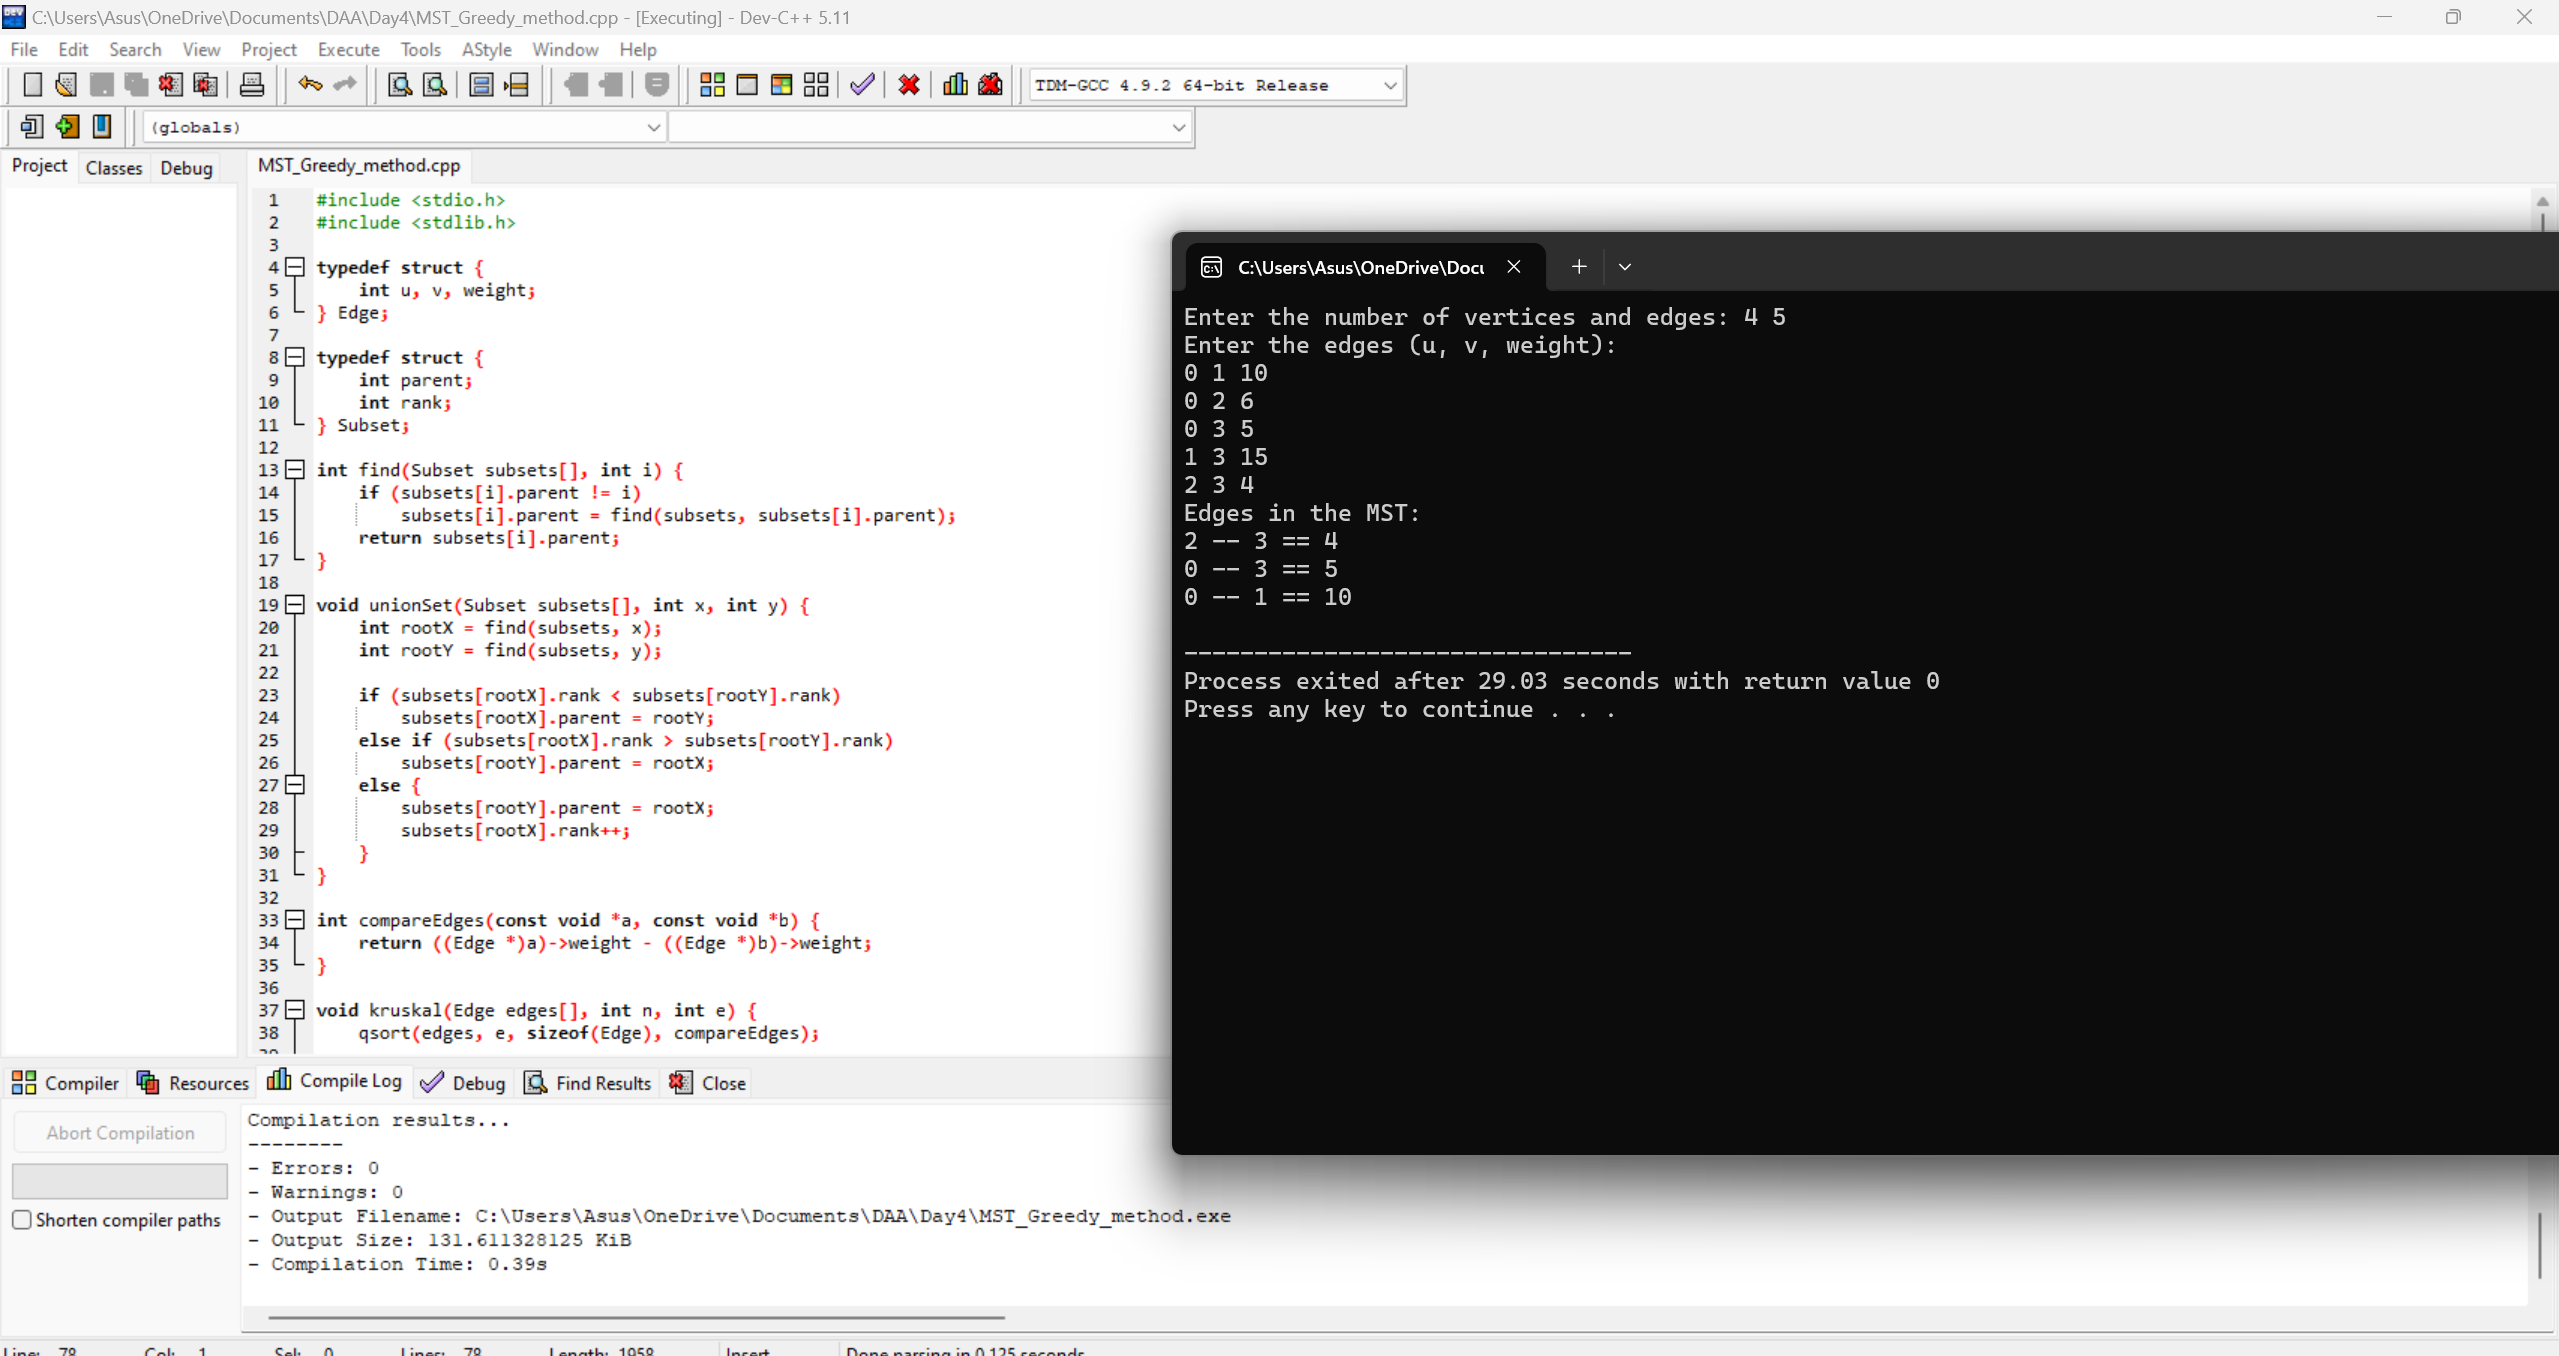 C:\Users\Asus\OneDrive\Documents\DAA\Day4\MST_Greedy_method.cpp - [Executing] - Dev-C++ 5.11
File Edit Search View Project Execute Tools AStyle Window Help
TDM-GCC 4.9.2 64-bit Release
(globals)
Project Classes Debug
MST_Greedy_method.cpp
1 #include <stdio.h>
2 #include <stdlib.h>
3
4 typedef struct {
5 int u, v, weight;
6 } Edge;
7
8 typedef struct {
9 int parent;
10 int rank;
11 } Subset;
12
13 int find(Subset subsets[], int i) {
14 if (subsets[i].parent != i)
15 subsets[i].parent = find(subsets, subsets[i].parent);
16 return subsets[i].parent;
17 }
18
19 void unionSet(Subset subsets[], int x, int y) {
20 int rootX = find(subsets, x);
21 int rootY = find(subsets, y);
22
23 if (subsets[rootX].rank < subsets[rootY].rank)
24 subsets[rootX].parent = rootY;
25 else if (subsets[rootX].rank > subsets[rootY].rank)
26 subsets[rootY].parent = rootX;
27 else {
28 subsets[rootY].parent = rootX;
29 subsets[rootX].rank++;
30 }
31 }
32
33 int compareEdges(const void *a, const void *b) {
34 return ((Edge *)a)->weight - ((Edge *)b)->weight;
35 }
36
37 void kruskal(Edge edges[], int n, int e) {
38 qsort(edges, e, sizeof(Edge), compareEdges);
39
C:\Users\Asus\OneDrive\Docu
Enter the number of vertices and edges: 4 5
Enter the edges (u, v, weight):
0 1 10
0 2 6
0 3 5
1 3 15
2 3 4
Edges in the MST:
2 -- 3 == 4
0 -- 3 == 5
0 -- 1 == 10
--------------------------------
Process exited after 29.03 seconds with return value 0
Press any key to continue . . .
Compiler Resources Compile Log Debug Find Results Close
Abort Compilation
Shorten compiler paths
Compilation results...
--------
- Errors: 0
- Warnings: 0
- Output Filename: C:\Users\Asus\OneDrive\Documents\DAA\Day4\MST_Greedy_method.exe
- Output Size: 131.611328125 KiB
- Compilation Time: 0.39s
Line: 78 Col: 1 Sel: 0 Lines: 78 Length: 1958 Insert Done parsing in 0.125 seconds